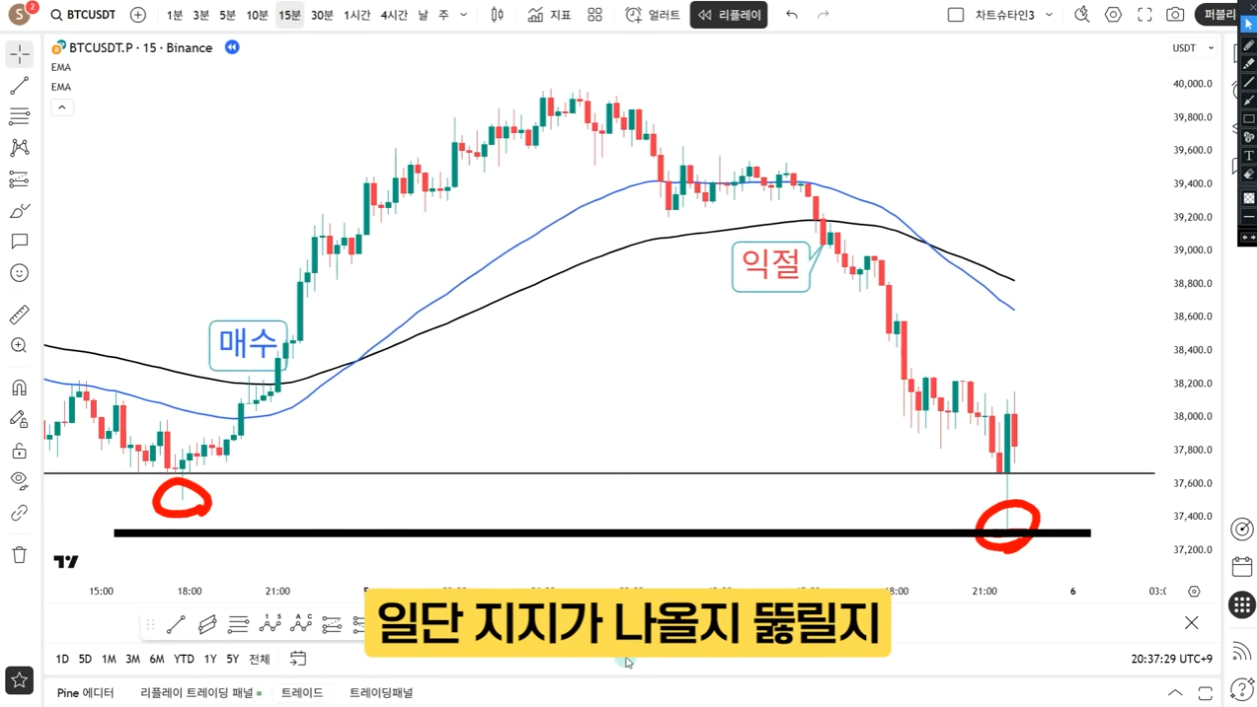 S 2 BTCUSDT 1분 3분 5분 10분 15분 30분 1시간 4시간 날 주 지표 얼러트 리플레이 차트슈타인3 퍼블리
BTCUSDT.P · 15 · Binance
USDT
EMA
EMA
40,000.0
39,800.0
39,600.0
39,400.0
39,200.0
39,000.0
38,800.0
38,600.0
38,400.0
38,200.0
38,000.0
37,800.0
37,600.0
37,400.0
37,200.0
익절
매수
15:00 18:00 21:00 18:00 21:00 6
일단 지지가 나올지 뚫릴지
1D 5D 1M 3M 6M YTD 1Y 5Y 전체
20:37:29 UTC+9
Pine 에디터 리플레이 트레이딩 패널 트레이드 트레이딩패널